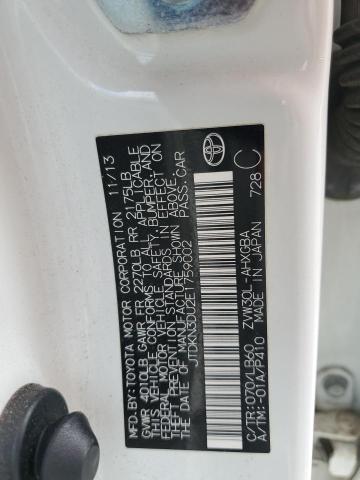 MFD.BY: TOYOTA MOTOR CORPORATION 11/13
GVWR 4010LB GAWR FR 2270LB RR 2175LB
THIS VEHICLE CONFORMS TO ALL APPLICABLE
FEDERAL MOTOR VEHICLE SAFETY, BUMPER, AND
THEFT PREVENTION STANDARDS IN EFFECT ON
THE DATE OF MANUFACTURE SHOWN ABOVE.
JTDKN3DU2E1759002 PASS.CAR
C/TR: 070/LB60 ZVW30L-AHXGBA
A/TM: -01A/P410 MADE IN JAPAN 728 C